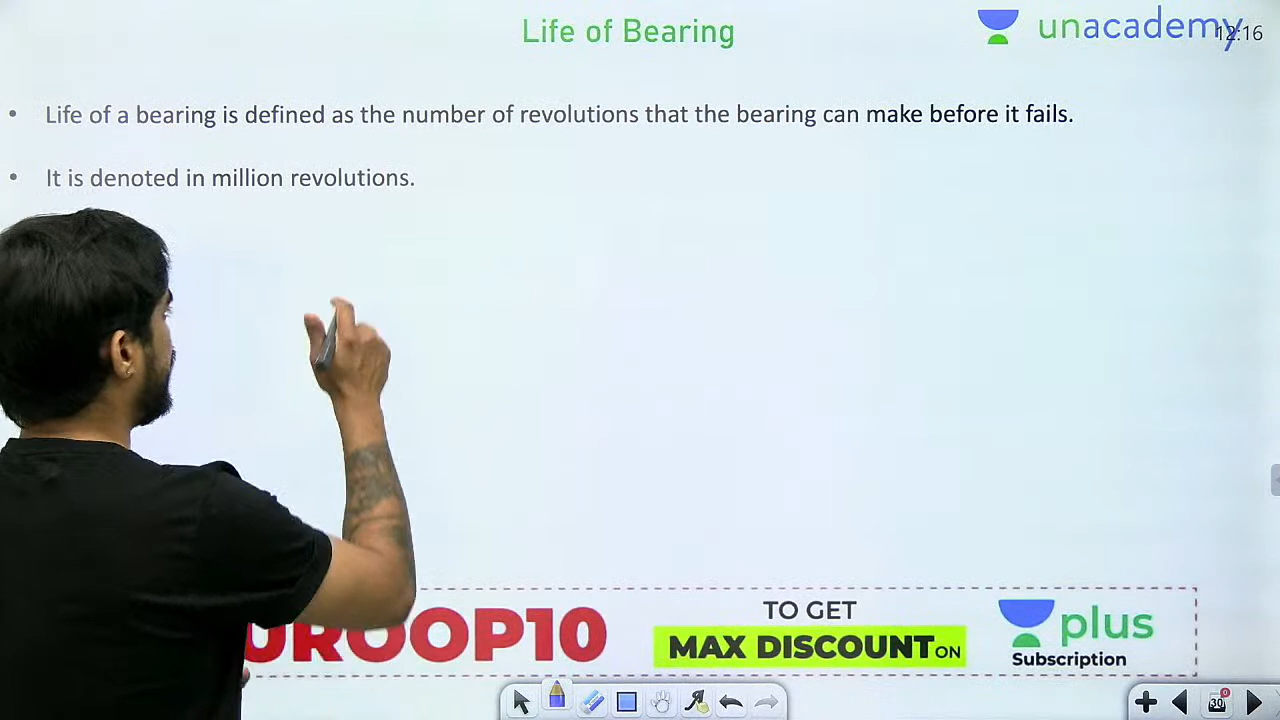 Life of Bearing
unacademy
12:16
• Life of a bearing is defined as the number of revolutions that the bearing can make before it fails.
• It is denoted in million revolutions.
UROOP10
TO GET
MAX DISCOUNT ON
plus
Subscription
30
0